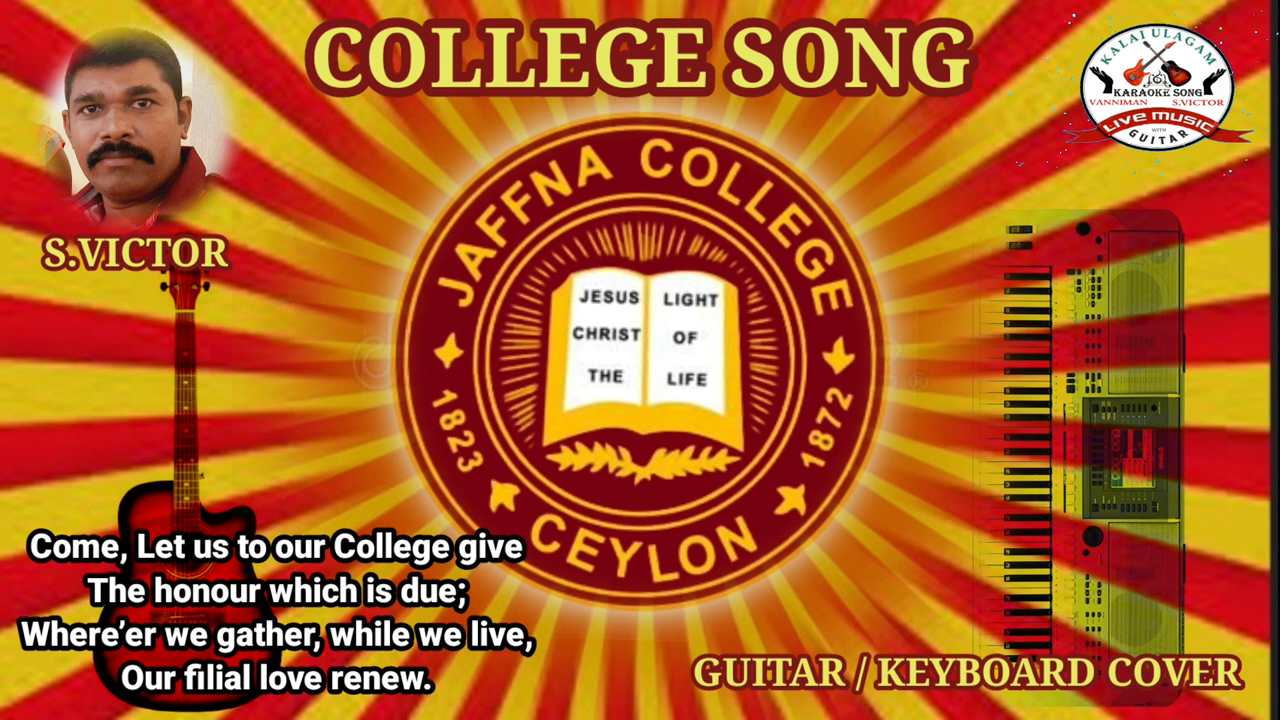 COLLEGE SONG
KALAI ULAGAM
KARAOKE SONG
VANNIMAN S.VICTOR
LIVE MUSIC
WITH
GUITAR
S.VICTOR
JAFFNA COLLEGE
JESUS LIGHT
CHRIST OF
THE LIFE
1823 1872
CEYLON
Come, Let us to our College give
The honour which is due;
Where’er we gather, while we live,
Our filial love renew.
GUITAR / KEYBOARD COVER